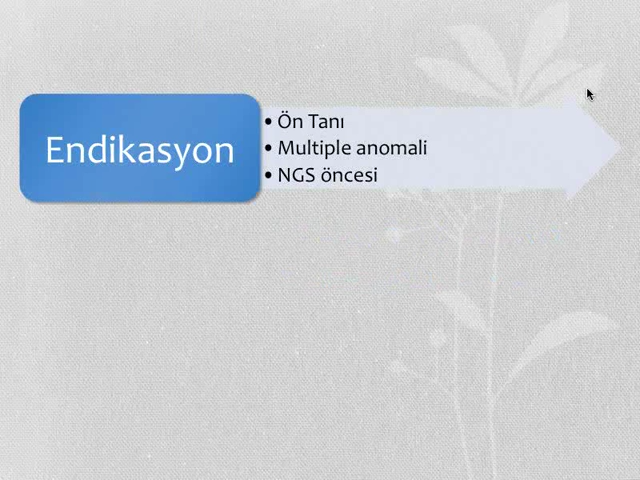 Endikasyon
• Ön Tanı
• Multiple anomali
• NGS öncesi